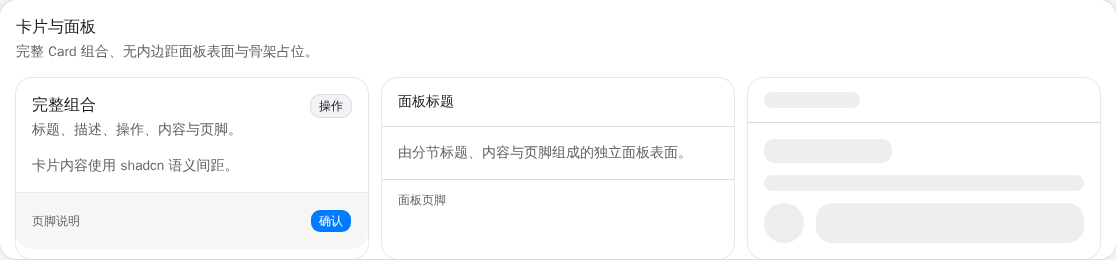 卡片与面板
完整 Card 组合、无内边距面板表面与骨架占位。
完整组合
操作
标题、描述、操作、内容与页脚。
卡片内容使用 shadcn 语义间距。
页脚说明
确认
面板标题
由分节标题、内容与页脚组成的独立面板表面。
面板页脚